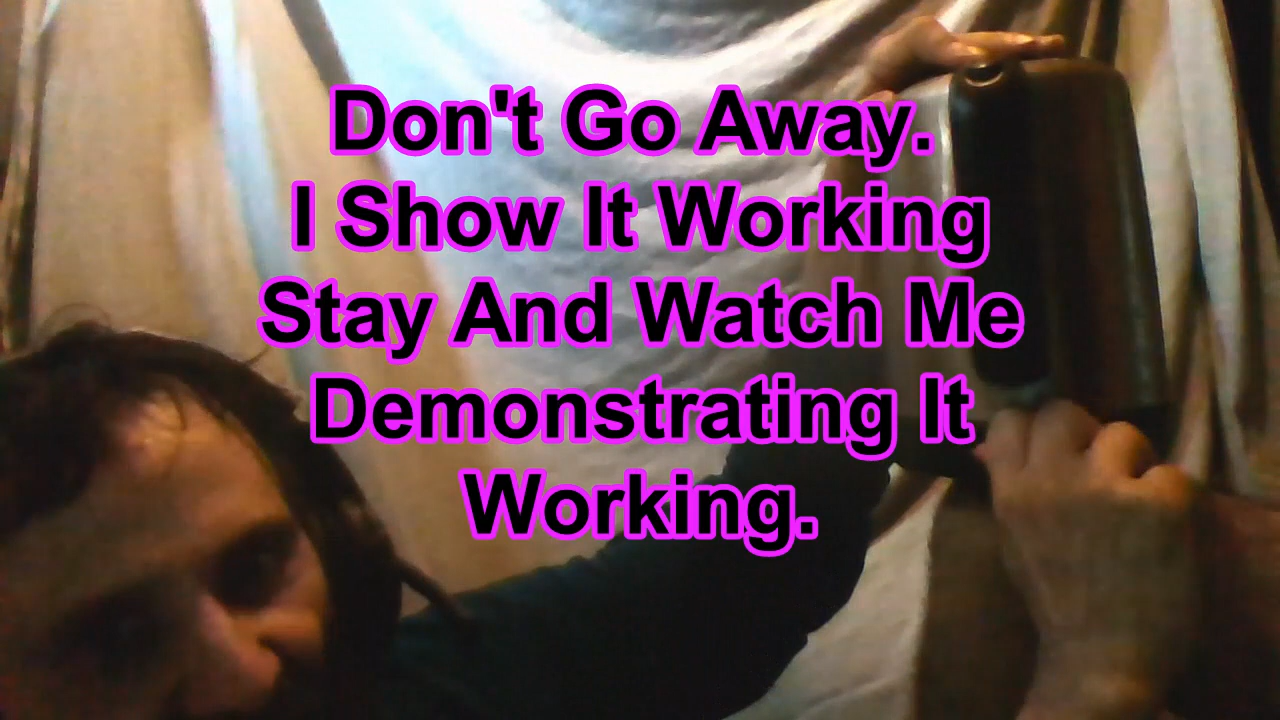 Don't Go Away.
I Show It Working
Stay And Watch Me
Demonstrating It
Working.